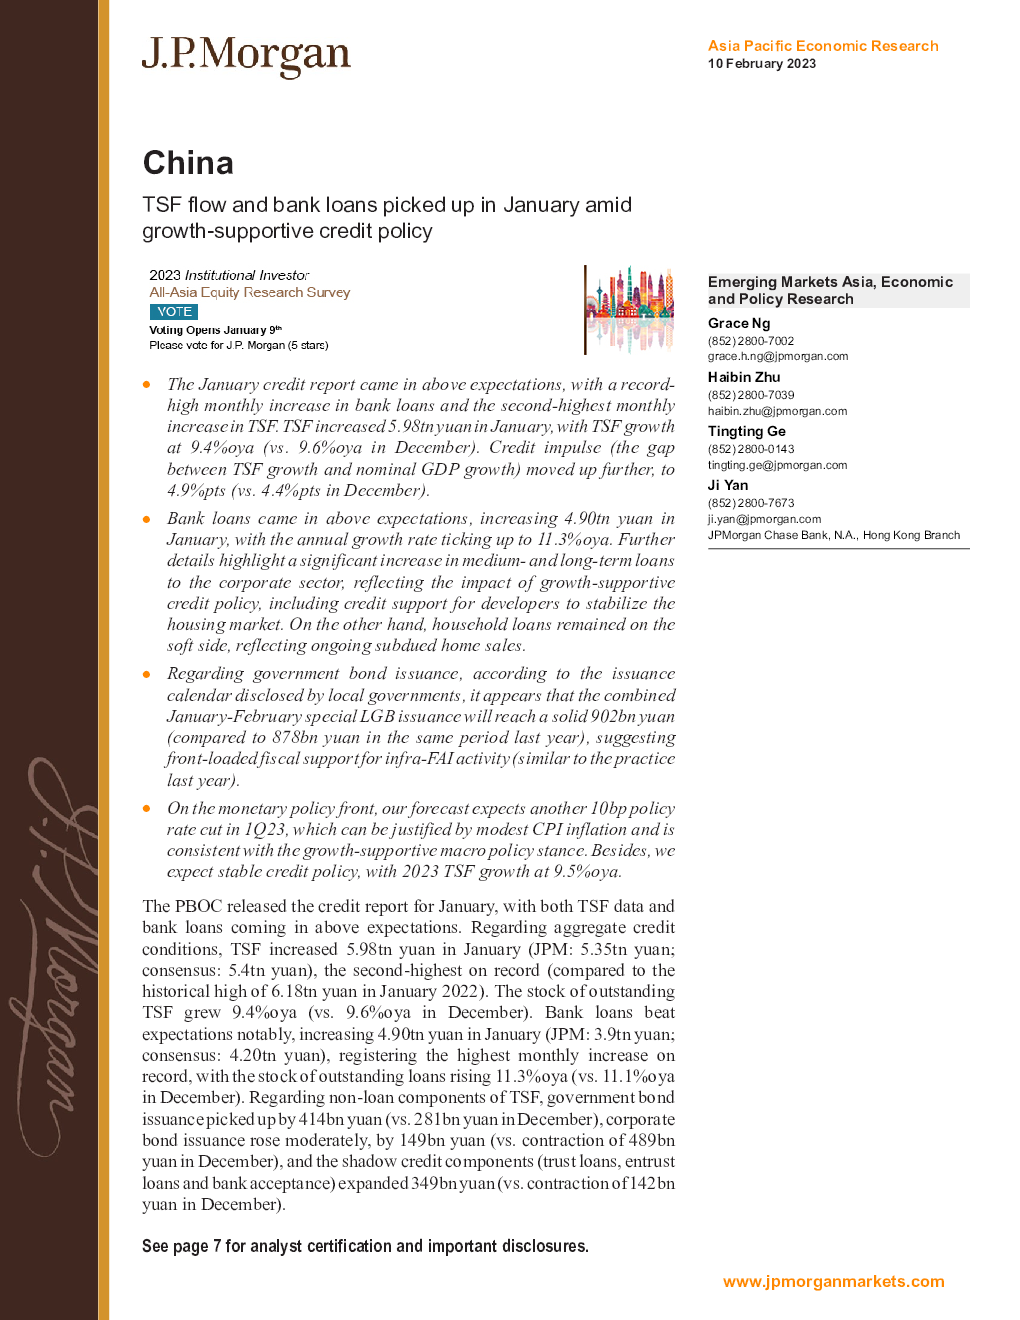 J.P.Morgan
Asia Pacific Economic Research
10 February 2023
China
TSF flow and bank loans picked up in January amid
growth-supportive credit policy
2023 Institutional Investor
All-Asia Equity Research Survey
VOTE
Voting Opens January 9th
Please vote for J.P. Morgan (5 stars)
Emerging Markets Asia, Economic
and Policy Research
Grace Ng
(852) 2800-7002
grace.h.ng@jpmorgan.com
Haibin Zhu
(852) 2800-7039
haibin.zhu@jpmorgan.com
Tingting Ge
(852) 2800-0143
tingting.ge@jpmorgan.com
Ji Yan
(852) 2800-7673
ji.yan@jpmorgan.com
JPMorgan Chase Bank, N.A., Hong Kong Branch
• The January credit report came in above expectations, with a record-
high monthly increase in bank loans and the second-highest monthly
increase in TSF. TSF increased 5.98tn yuan in January, with TSF growth
at 9.4%oya (vs. 9.6%oya in December). Credit impulse (the gap
between TSF growth and nominal GDP growth) moved up further, to
4.9%pts (vs. 4.4%pts in December).
• Bank loans came in above expectations, increasing 4.90tn yuan in
January, with the annual growth rate ticking up to 11.3%oya. Further
details highlight a significant increase in medium- and long-term loans
to the corporate sector, reflecting the impact of growth-supportive
credit policy, including credit support for developers to stabilize the
housing market. On the other hand, household loans remained on the
soft side, reflecting ongoing subdued home sales.
• Regarding government bond issuance, according to the issuance
calendar disclosed by local governments, it appears that the combined
January-February special LGB issuance will reach a solid 902bn yuan
(compared to 878bn yuan in the same period last year), suggesting
front-loaded fiscal support for infra-FAI activity (similar to the practice
last year).
• On the monetary policy front, our forecast expects another 10bp policy
rate cut in 1Q23, which can be justified by modest CPI inflation and is
consistent with the growth-supportive macro policy stance. Besides, we
expect stable credit policy, with 2023 TSF growth at 9.5%oya.
The PBOC released the credit report for January, with both TSF data and
bank loans coming in above expectations. Regarding aggregate credit
conditions, TSF increased 5.98tn yuan in January (JPM: 5.35tn yuan;
consensus: 5.4tn yuan), the second-highest on record (compared to the
historical high of 6.18tn yuan in January 2022). The stock of outstanding
TSF grew 9.4%oya (vs. 9.6%oya in December). Bank loans beat
expectations notably, increasing 4.90tn yuan in January (JPM: 3.9tn yuan;
consensus: 4.20tn yuan), registering the highest monthly increase on
record, with the stock of outstanding loans rising 11.3%oya (vs. 11.1%oya
in December). Regarding non-loan components of TSF, government bond
issuance picked up by 414bn yuan (vs. 281bn yuan in December), corporate
bond issuance rose moderately, by 149bn yuan (vs. contraction of 489bn
yuan in December), and the shadow credit components (trust loans, entrust
loans and bank acceptance) expanded 349bn yuan (vs. contraction of 142bn
yuan in December).
See page 7 for analyst certification and important disclosures.
www.jpmorganmarkets.com
J.P.Morgan